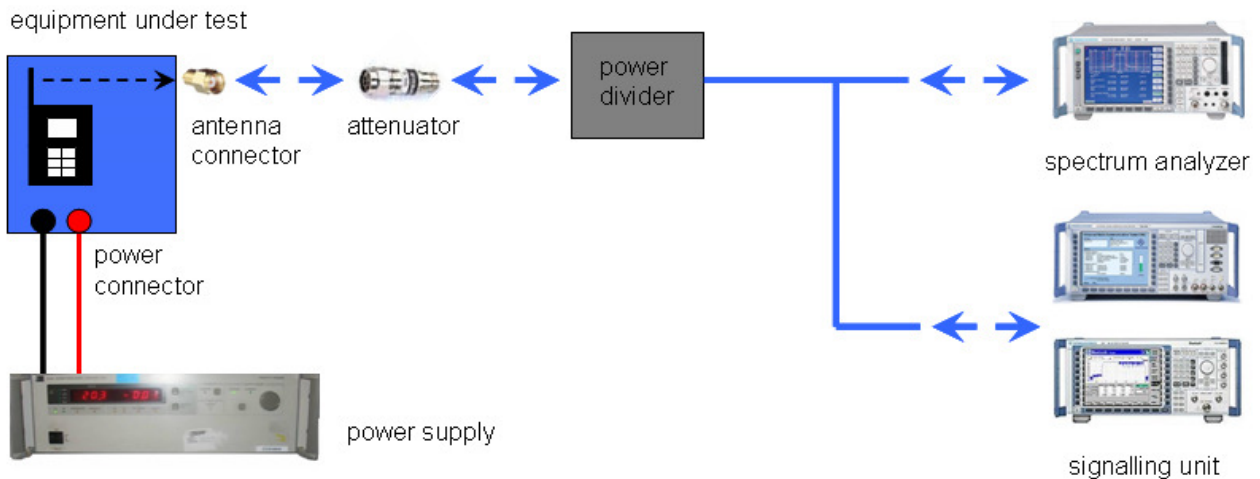 equipment under test
antenna
connector
attenuator
power
divider
spectrum analyzer
power
connector
power supply
signalling unit